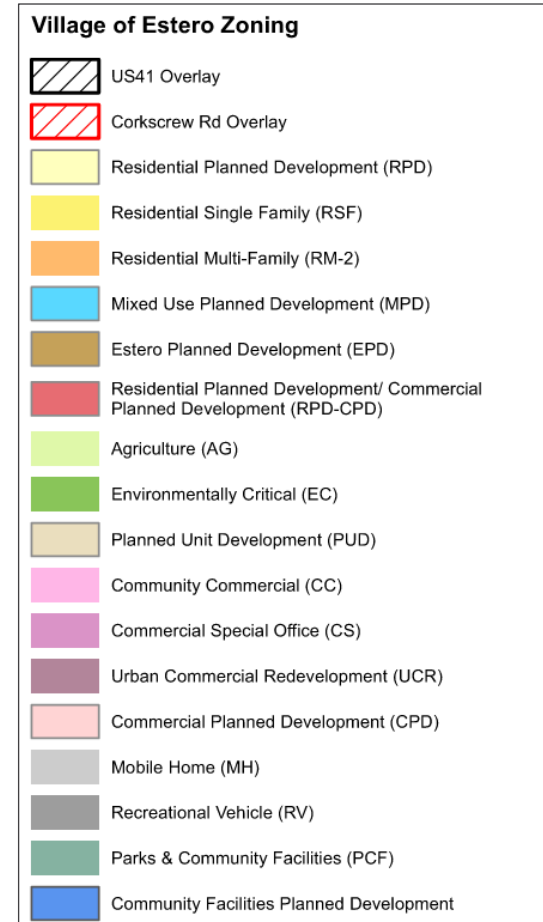 Village of Estero Zoning
US41 Overlay
Corkscrew Rd Overlay
Residential Planned Development (RPD)
Residential Single Family (RSF)
Residential Multi-Family (RM-2)
Mixed Use Planned Development (MPD)
Estero Planned Development (EPD)
Residential Planned Development/ Commercial
Planned Development (RPD-CPD)
Agriculture (AG)
Environmentally Critical (EC)
Planned Unit Development (PUD)
Community Commercial (CC)
Commercial Special Office (CS)
Urban Commercial Redevelopment (UCR)
Commercial Planned Development (CPD)
Mobile Home (MH)
Recreational Vehicle (RV)
Parks & Community Facilities (PCF)
Community Facilities Planned Development